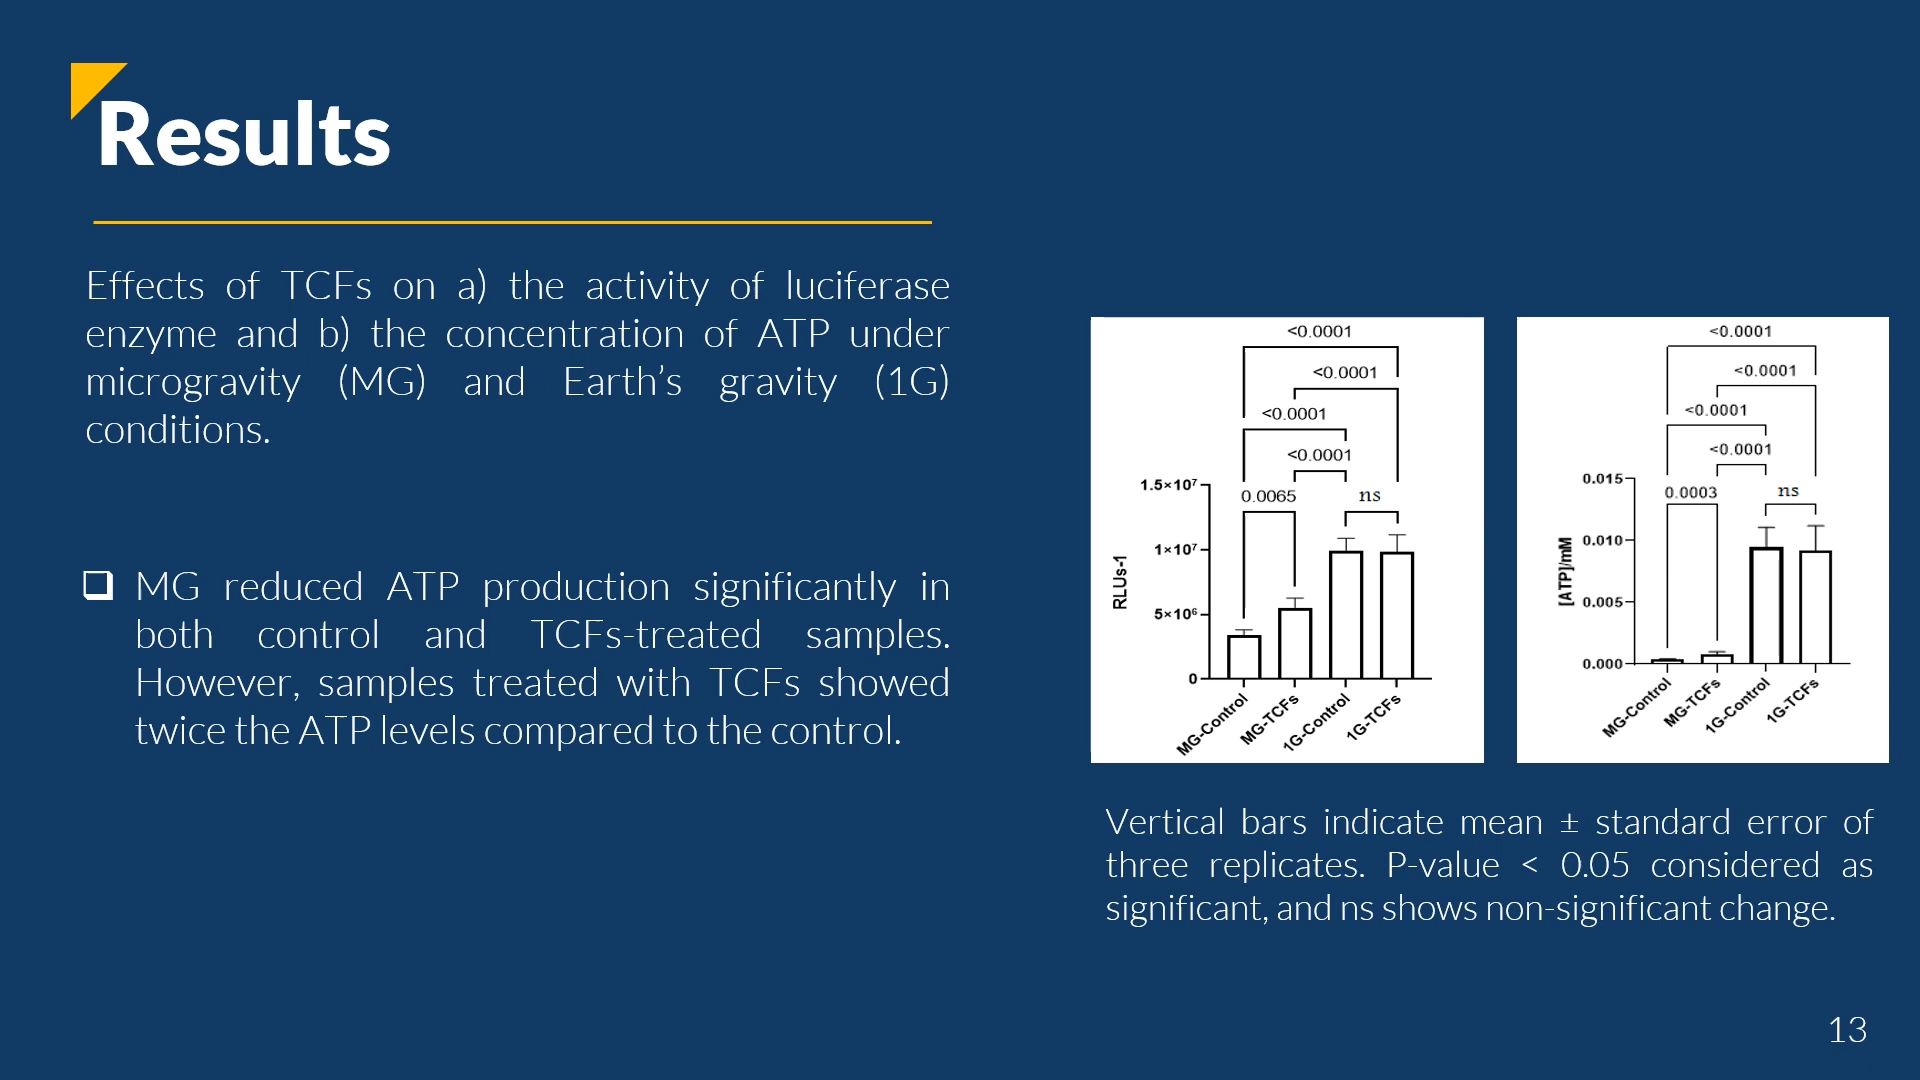 Results
Effects of TCFs on a) the activity of luciferase
enzyme and b) the concentration of ATP under
microgravity (MG) and Earth’s gravity (1G)
conditions.
❑ MG reduced ATP production significantly in
both control and TCFs-treated samples.
However, samples treated with TCFs showed
twice the ATP levels compared to the control.
<0.0001
<0.0001
<0.0001
<0.0001
0.0065 ns
1.5×10⁷
1×10⁷
5×10⁶
0
RLUs-1
MG-Control
MG-TCFs
1G-Control
1G-TCFs
<0.0001
<0.0001
<0.0001
<0.0001
0.0003 ns
0.015
0.010
0.005
0.000
[ATP]/mM
MG-Control
MG-TCFs
1G-Control
1G-TCFs
Vertical bars indicate mean ± standard error of
three replicates. P-value < 0.05 considered as
significant, and ns shows non-significant change.
13